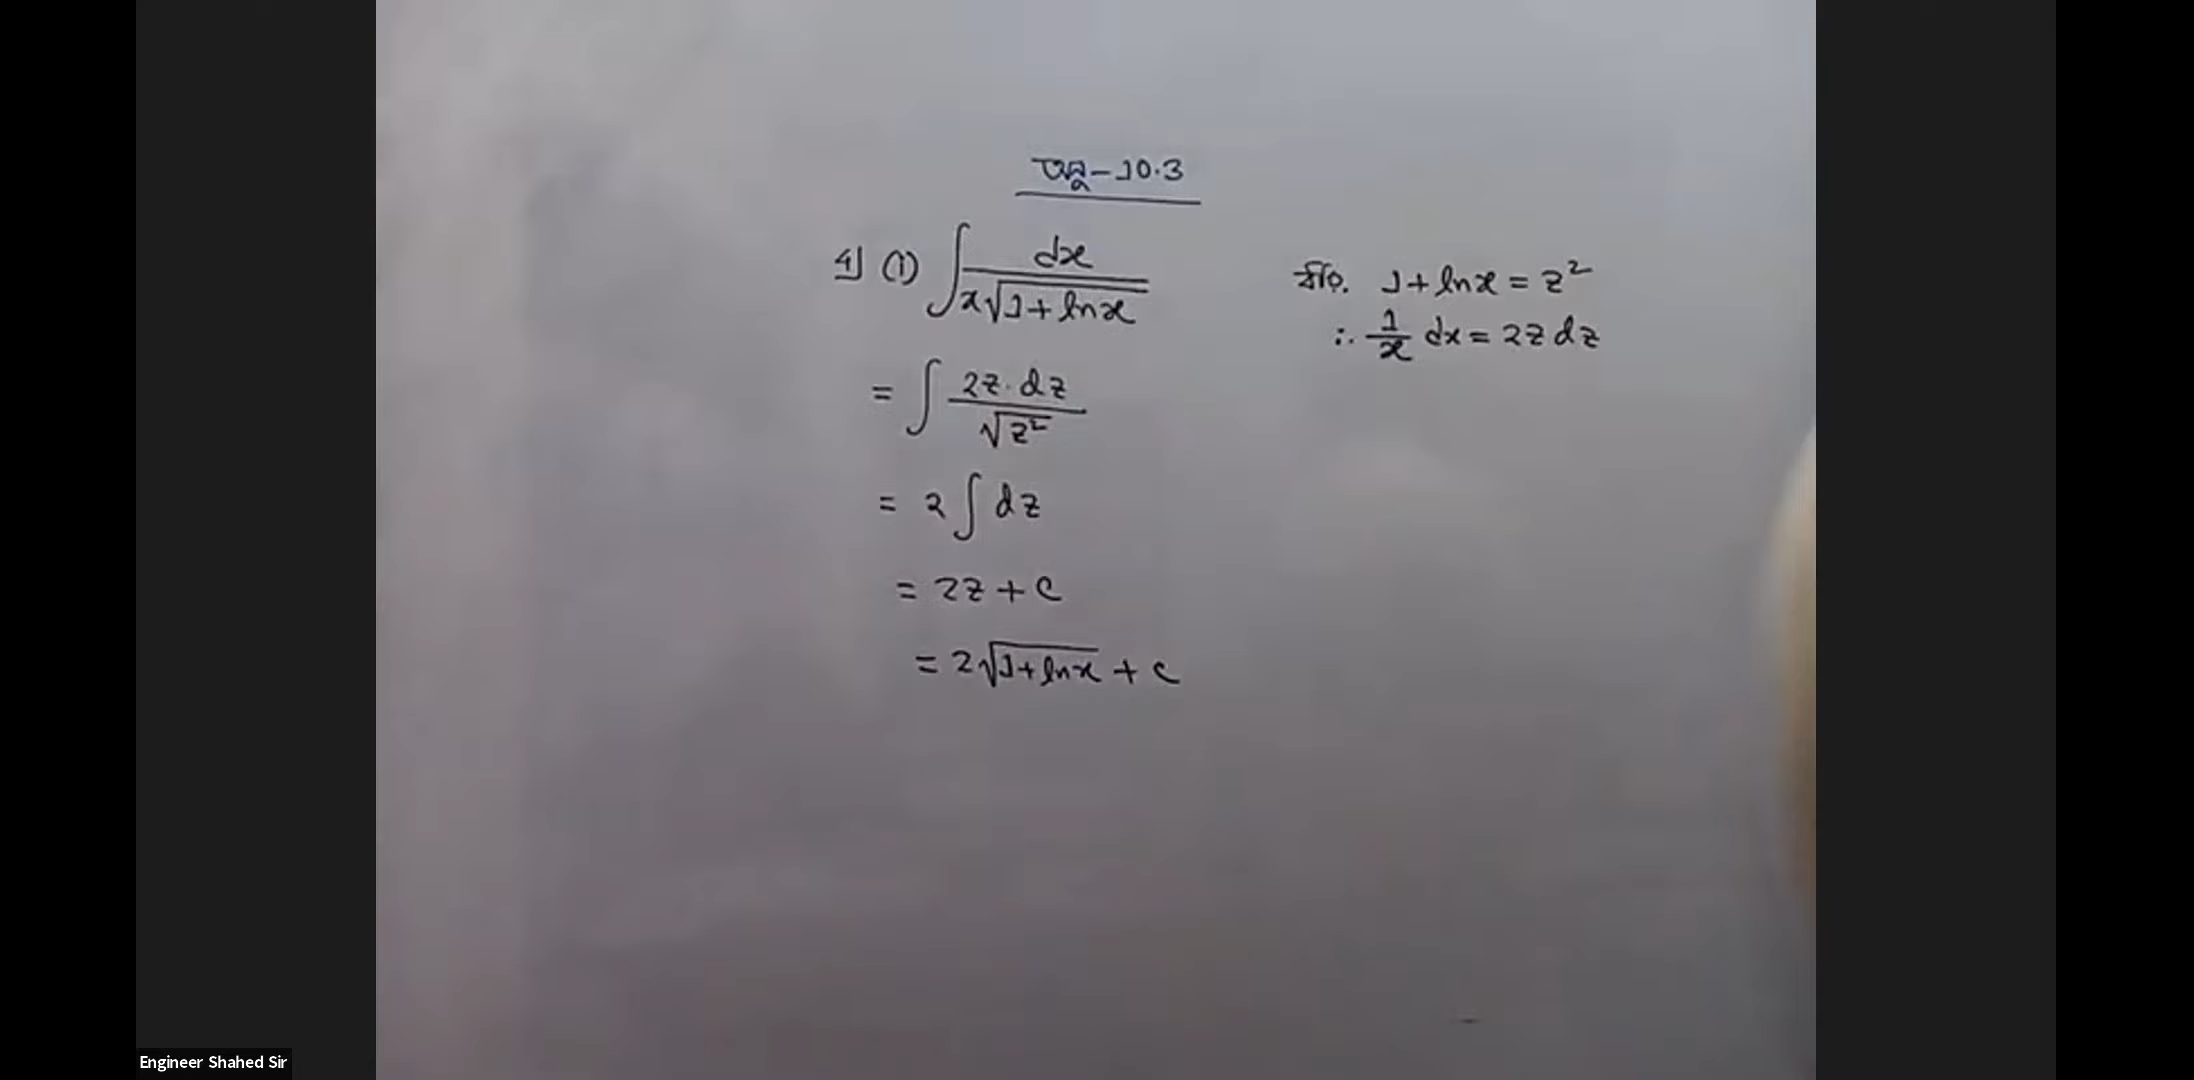 অনু-10.3
4| (i) ∫ dx / x√1+lnx
ধরি, 1+lnx = z²
∴ 1/x dx = 2z dz
= ∫ 2z.dz / √z²
= 2∫dz
= 2z + c
= 2√1+lnx + c
Engineer Shahed Sir